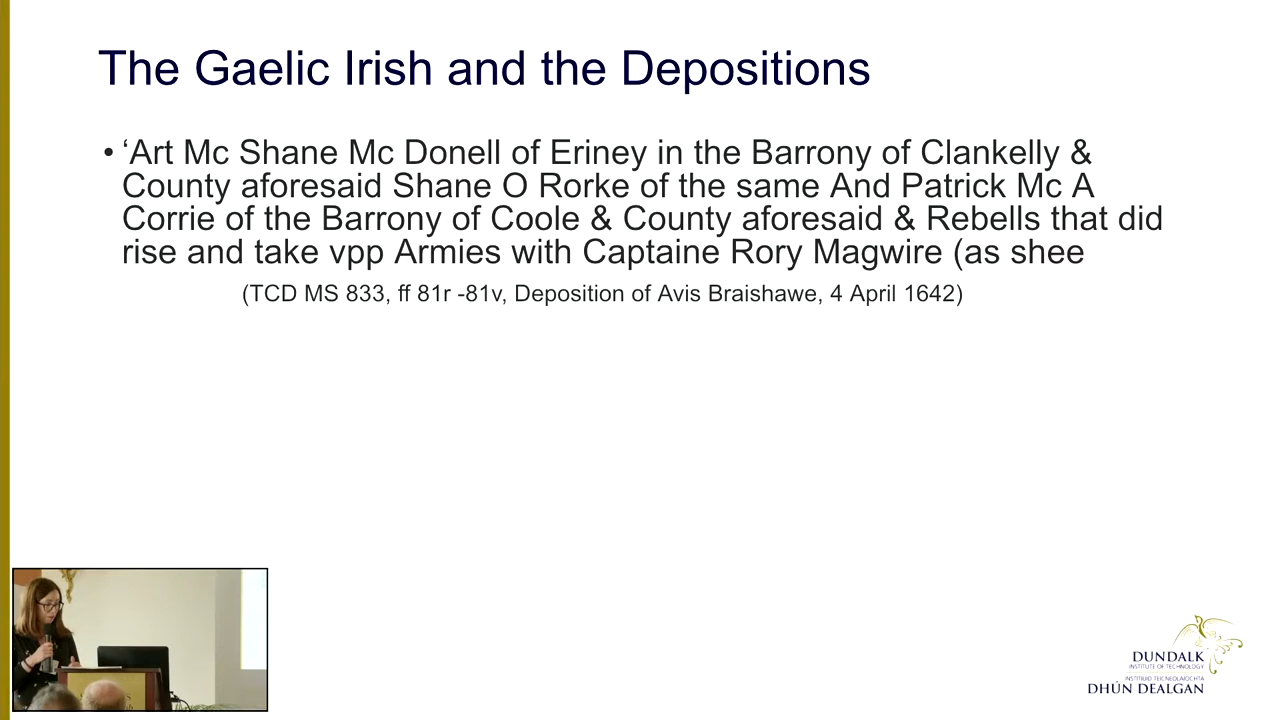 The Gaelic Irish and the Depositions
• ‘Art Mc Shane Mc Donell of Eriney in the Barrony of Clankelly &
County aforesaid Shane O Rorke of the same And Patrick Mc A
Corrie of the Barrony of Coole & County aforesaid & Rebells that did
rise and take vpp Armies with Captaine Rory Magwire (as shee
(TCD MS 833, ff 81r -81v, Deposition of Avis Braishawe, 4 April 1642)
DUNDALK
INSTITUTE OF TECHNOLOGY
INSTITIÚID TEICNEOLAÍOCHTA
DHÚN DEALGAN